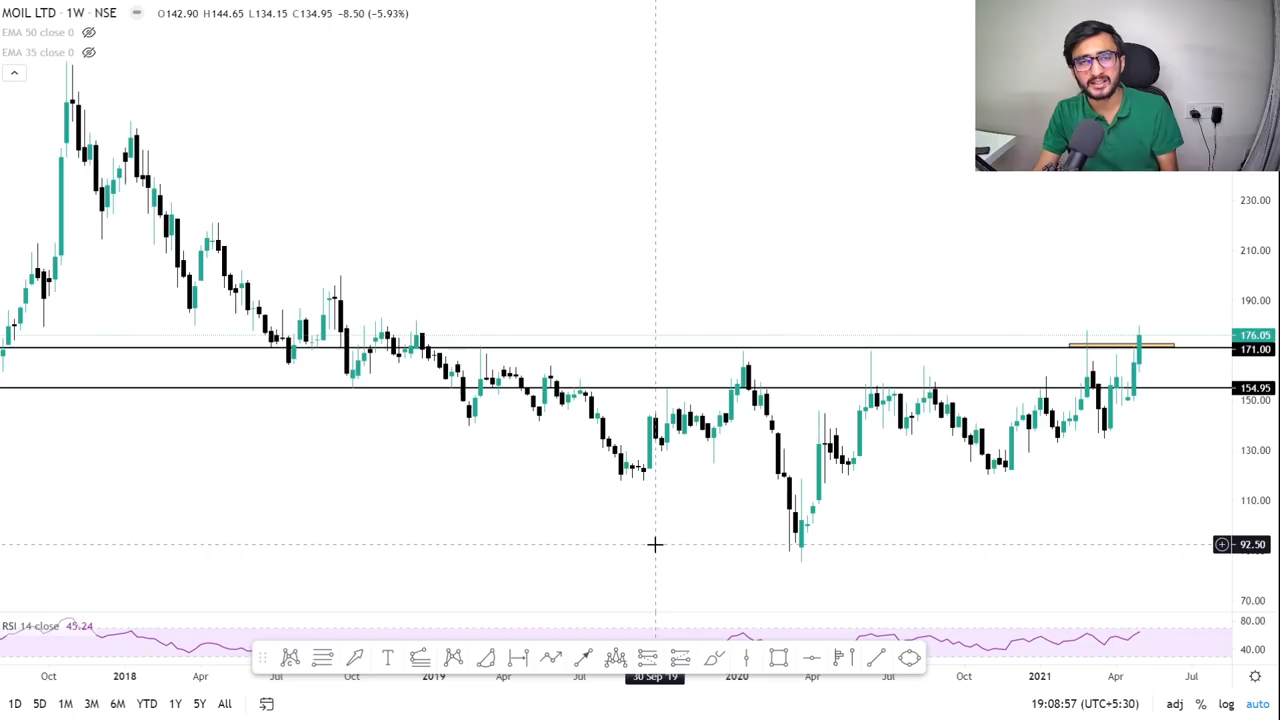 MOIL LTD · 1W · NSE O142.90 H144.65 L134.15 C134.95 −8.50 (−5.93%)
EMA 50 close 0
EMA 35 close 0
230.00
210.00
190.00
176.05
171.00
154.95
150.00
130.00
110.00
92.50
70.00
RSI 14 close 45.24
80.00
40.00
Oct 2018 Apr Jul Oct 2019 Apr Jul 30 Sep '19 2020 Apr Jul Oct 2021 Apr Jul
1D 5D 1M 3M 6M YTD 1Y 5Y All 19:08:57 (UTC+5:30) adj % log auto